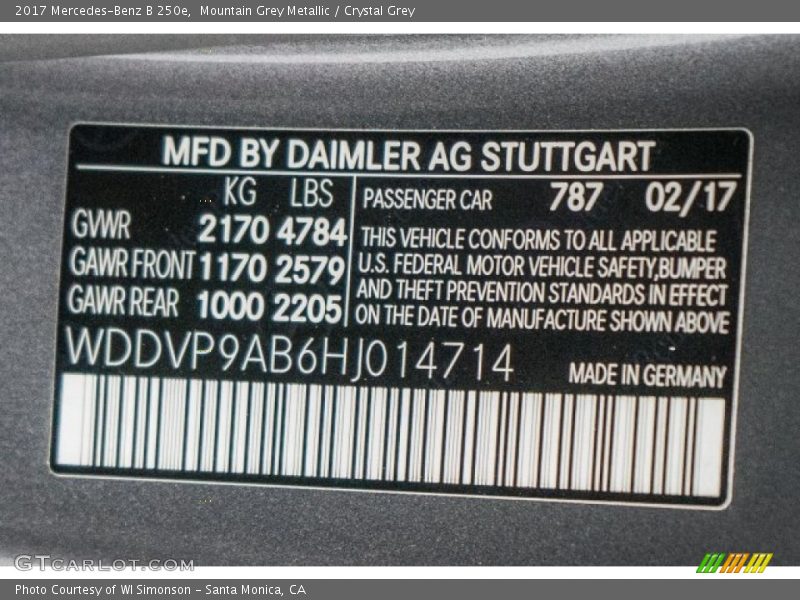 2017 Mercedes-Benz B 250e, Mountain Grey Metallic / Crystal Grey
MFD BY DAIMLER AG STUTTGART
KG LBS
GVWR 2170 4784
GAWR FRONT 1170 2579
GAWR REAR 1000 2205
PASSENGER CAR 787 02/17
THIS VEHICLE CONFORMS TO ALL APPLICABLE
U.S. FEDERAL MOTOR VEHICLE SAFETY,BUMPER
AND THEFT PREVENTION STANDARDS IN EFFECT
ON THE DATE OF MANUFACTURE SHOWN ABOVE
WDDVP9AB6HJ014714
MADE IN GERMANY
GTCARLOT.COM
Photo Courtesy of WI Simonson - Santa Monica, CA